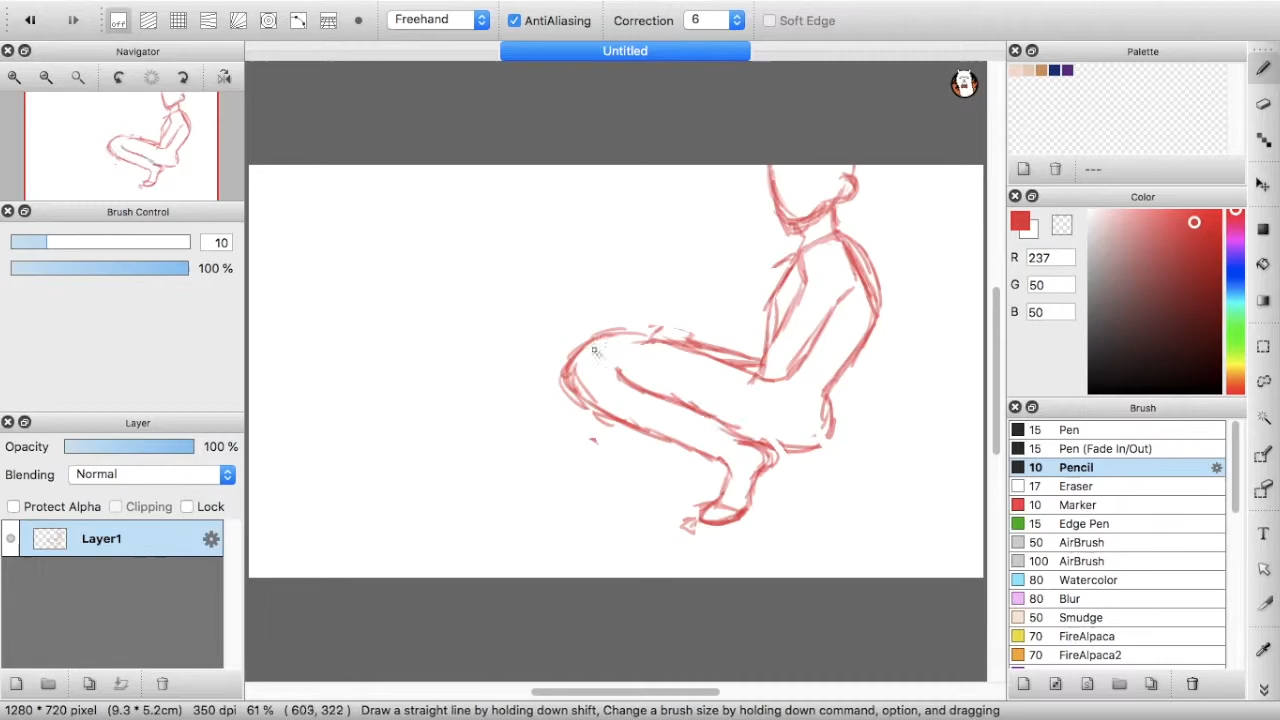 off
Freehand
AntiAliasing
Correction
6
Soft Edge
Navigator
Untitled
Palette
---
Brush Control
10
100 %
Color
R
237
G
50
B
50
Layer
Opacity
100 %
Blending
Normal
Protect Alpha
Clipping
Lock
Layer1
Brush
15 Pen
15 Pen (Fade In/Out)
10 Pencil
17 Eraser
10 Marker
15 Edge Pen
50 AirBrush
100 AirBrush
80 Watercolor
80 Blur
50 Smudge
70 FireAlpaca
70 FireAlpaca2
T
1280 * 720 pixel (9.3 * 5.2cm) 350 dpi 61 % ( 603, 322 ) Draw a straight line by holding down shift, Change a brush size by holding down command, option, and dragging